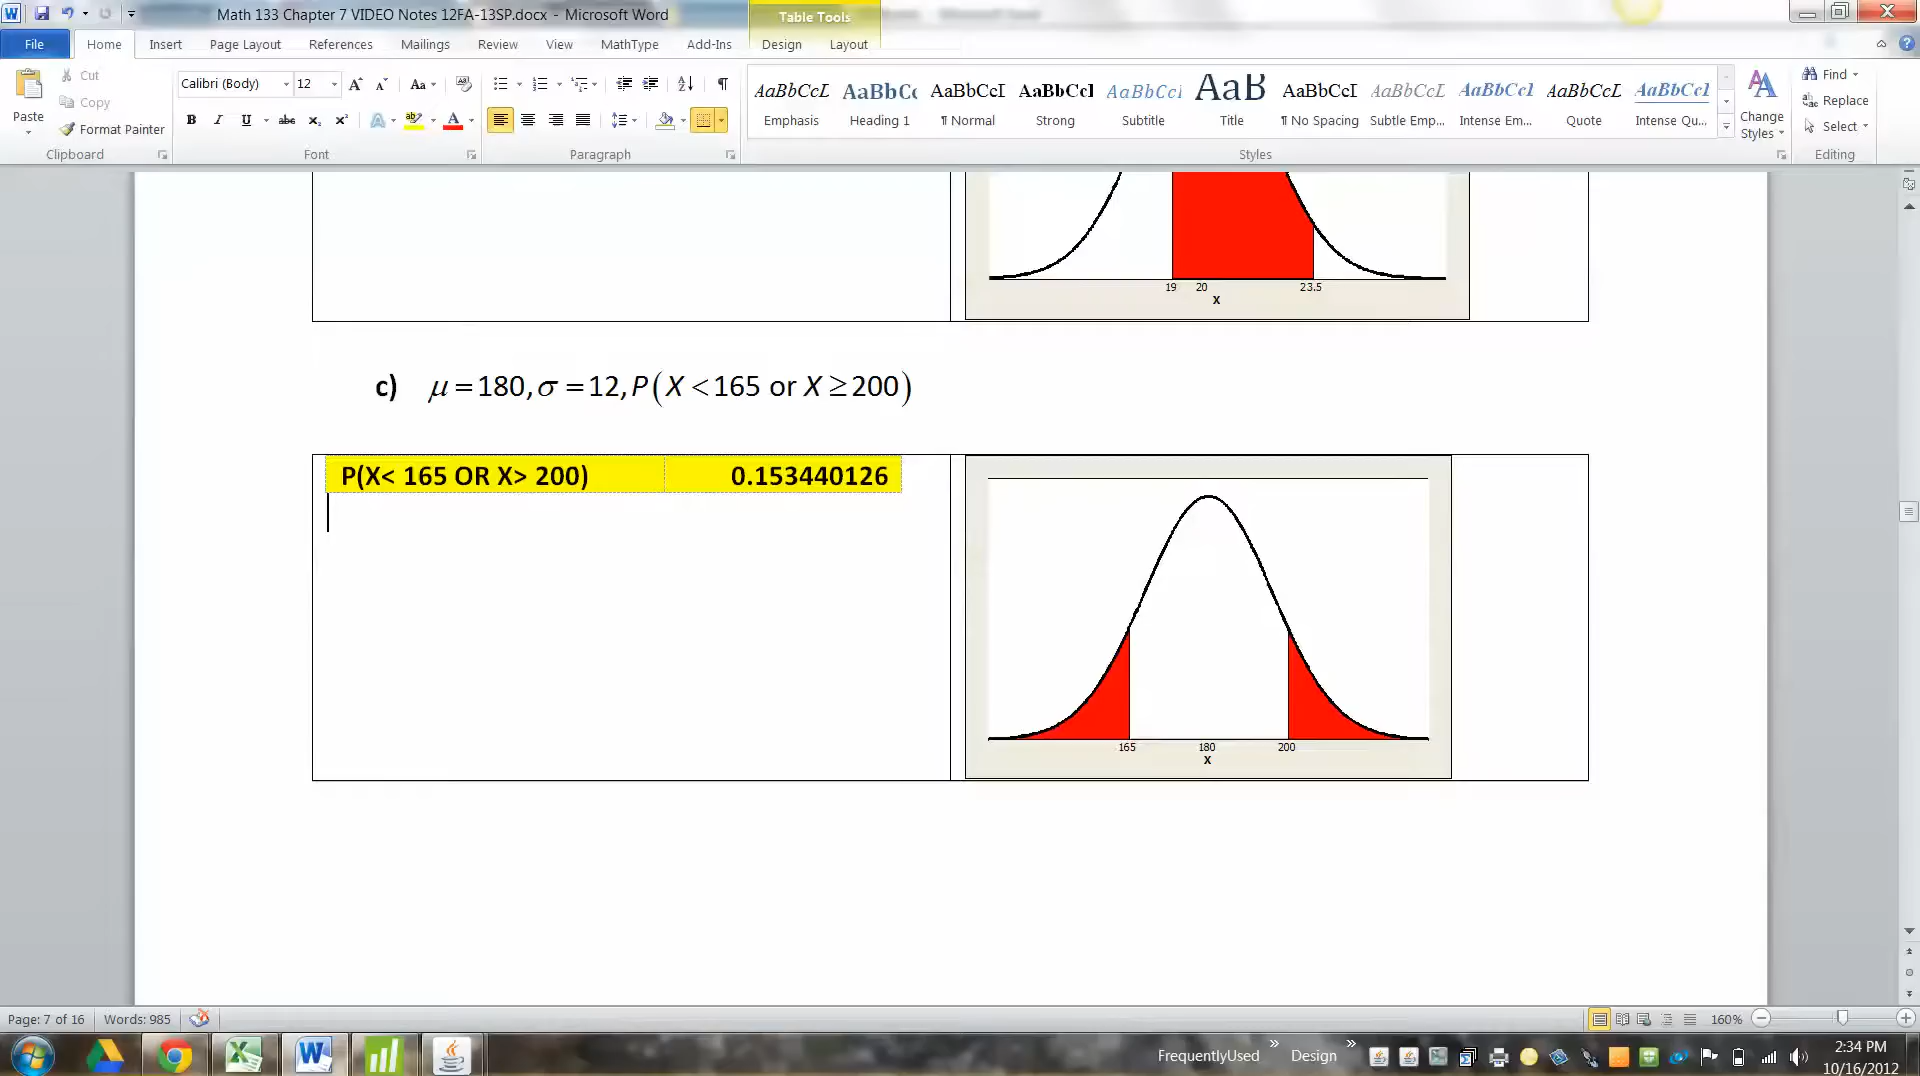 Math 133 Chapter 7 VIDEO Notes 12FA-13SP.docx - Microsoft Word
Table Tools
File Home Insert Page Layout References Mailings Review View MathType Add-Ins Design Layout
Paste
Cut
Copy
Format Painter
Clipboard
Calibri (Body) 12
Font
Paragraph
AaBbCcL AaBbCc AaBbCcI AaBbCcI AaBbCcI AaB AaBbCcI AaBbCcL AaBbCcI AaBbCcL AaBbCcI
Emphasis Heading 1 ¶ Normal Strong Subtitle Title ¶ No Spacing Subtle Emp... Intense Em... Quote Intense Qu...
Change Styles
Styles
Find
Replace
Select
Editing
19 20 23.5
X
c) μ = 180, σ = 12, P(X < 165 or X ≥ 200)
P(X< 165 OR X> 200) 0.153440126
165 180 200
X
Page: 7 of 16 Words: 985
160%
FrequentlyUsed » Design »
2:34 PM
10/16/2012